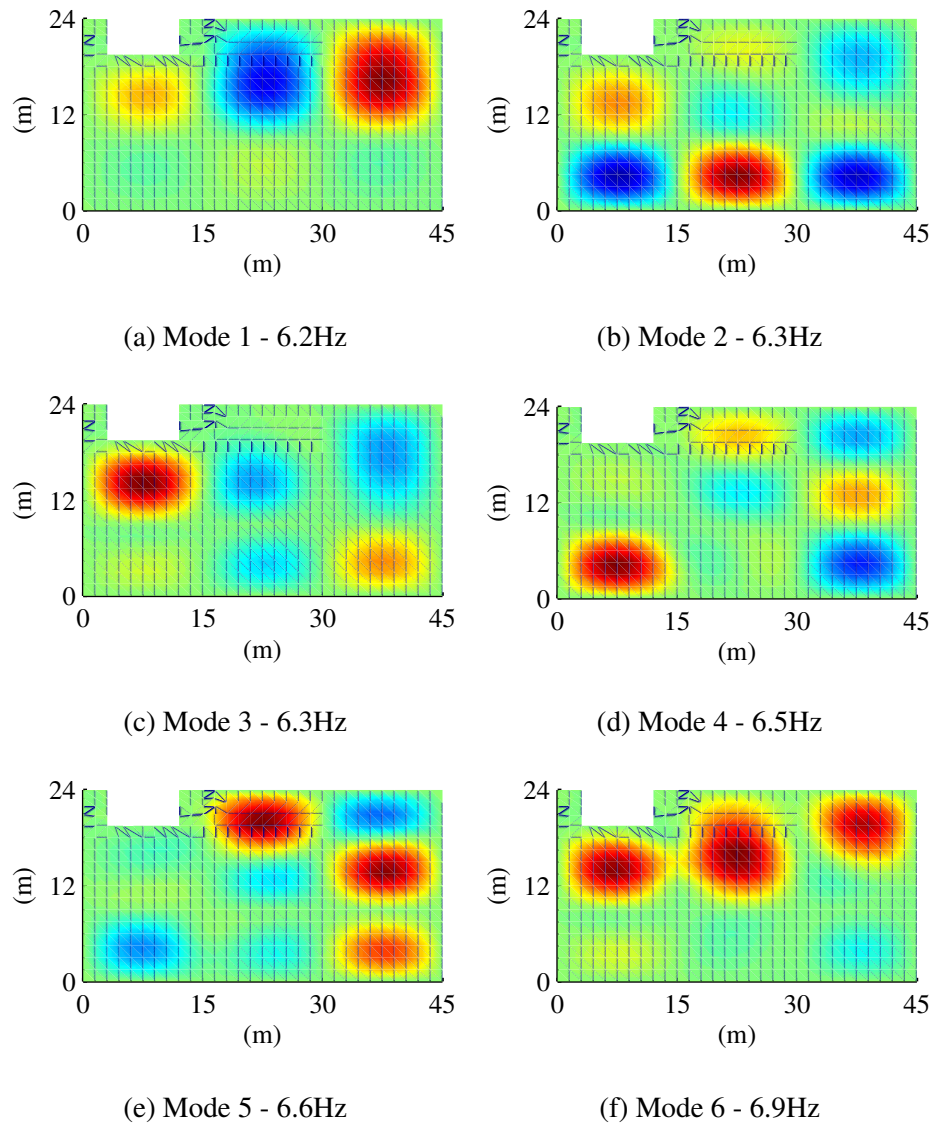 24
12
0
(m)
0 15 30 45
(m)
(a) Mode 1 - 6.2Hz
24
12
0
(m)
0 15 30 45
(m)
(b) Mode 2 - 6.3Hz
24
12
0
(m)
0 15 30 45
(m)
(c) Mode 3 - 6.3Hz
24
12
0
(m)
0 15 30 45
(m)
(d) Mode 4 - 6.5Hz
24
12
0
(m)
0 15 30 45
(m)
(e) Mode 5 - 6.6Hz
24
12
0
(m)
0 15 30 45
(m)
(f) Mode 6 - 6.9Hz